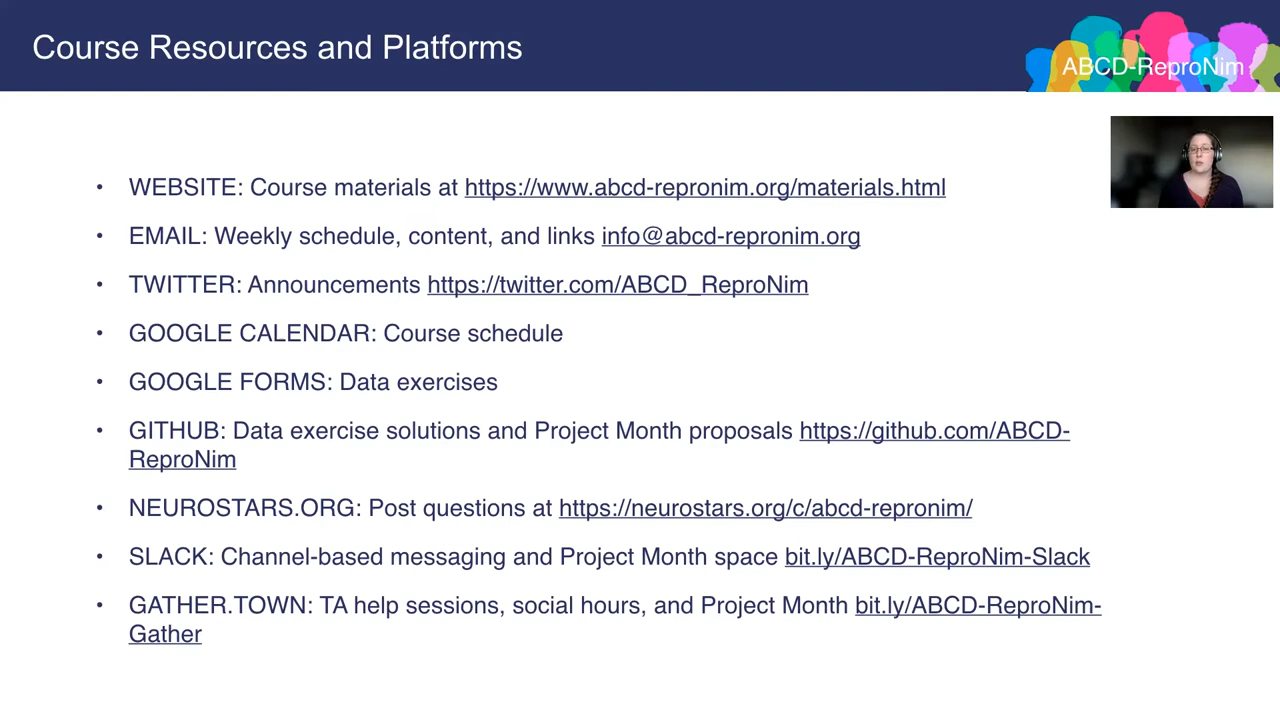 Course Resources and Platforms
ABCD-ReproNim
• WEBSITE: Course materials at https://www.abcd-repronim.org/materials.html
• EMAIL: Weekly schedule, content, and links info@abcd-repronim.org
• TWITTER: Announcements https://twitter.com/ABCD_ReproNim
• GOOGLE CALENDAR: Course schedule
• GOOGLE FORMS: Data exercises
• GITHUB: Data exercise solutions and Project Month proposals https://github.com/ABCD-
ReproNim
• NEUROSTARS.ORG: Post questions at https://neurostars.org/c/abcd-repronim/
• SLACK: Channel-based messaging and Project Month space bit.ly/ABCD-ReproNim-Slack
• GATHER.TOWN: TA help sessions, social hours, and Project Month bit.ly/ABCD-ReproNim-
Gather